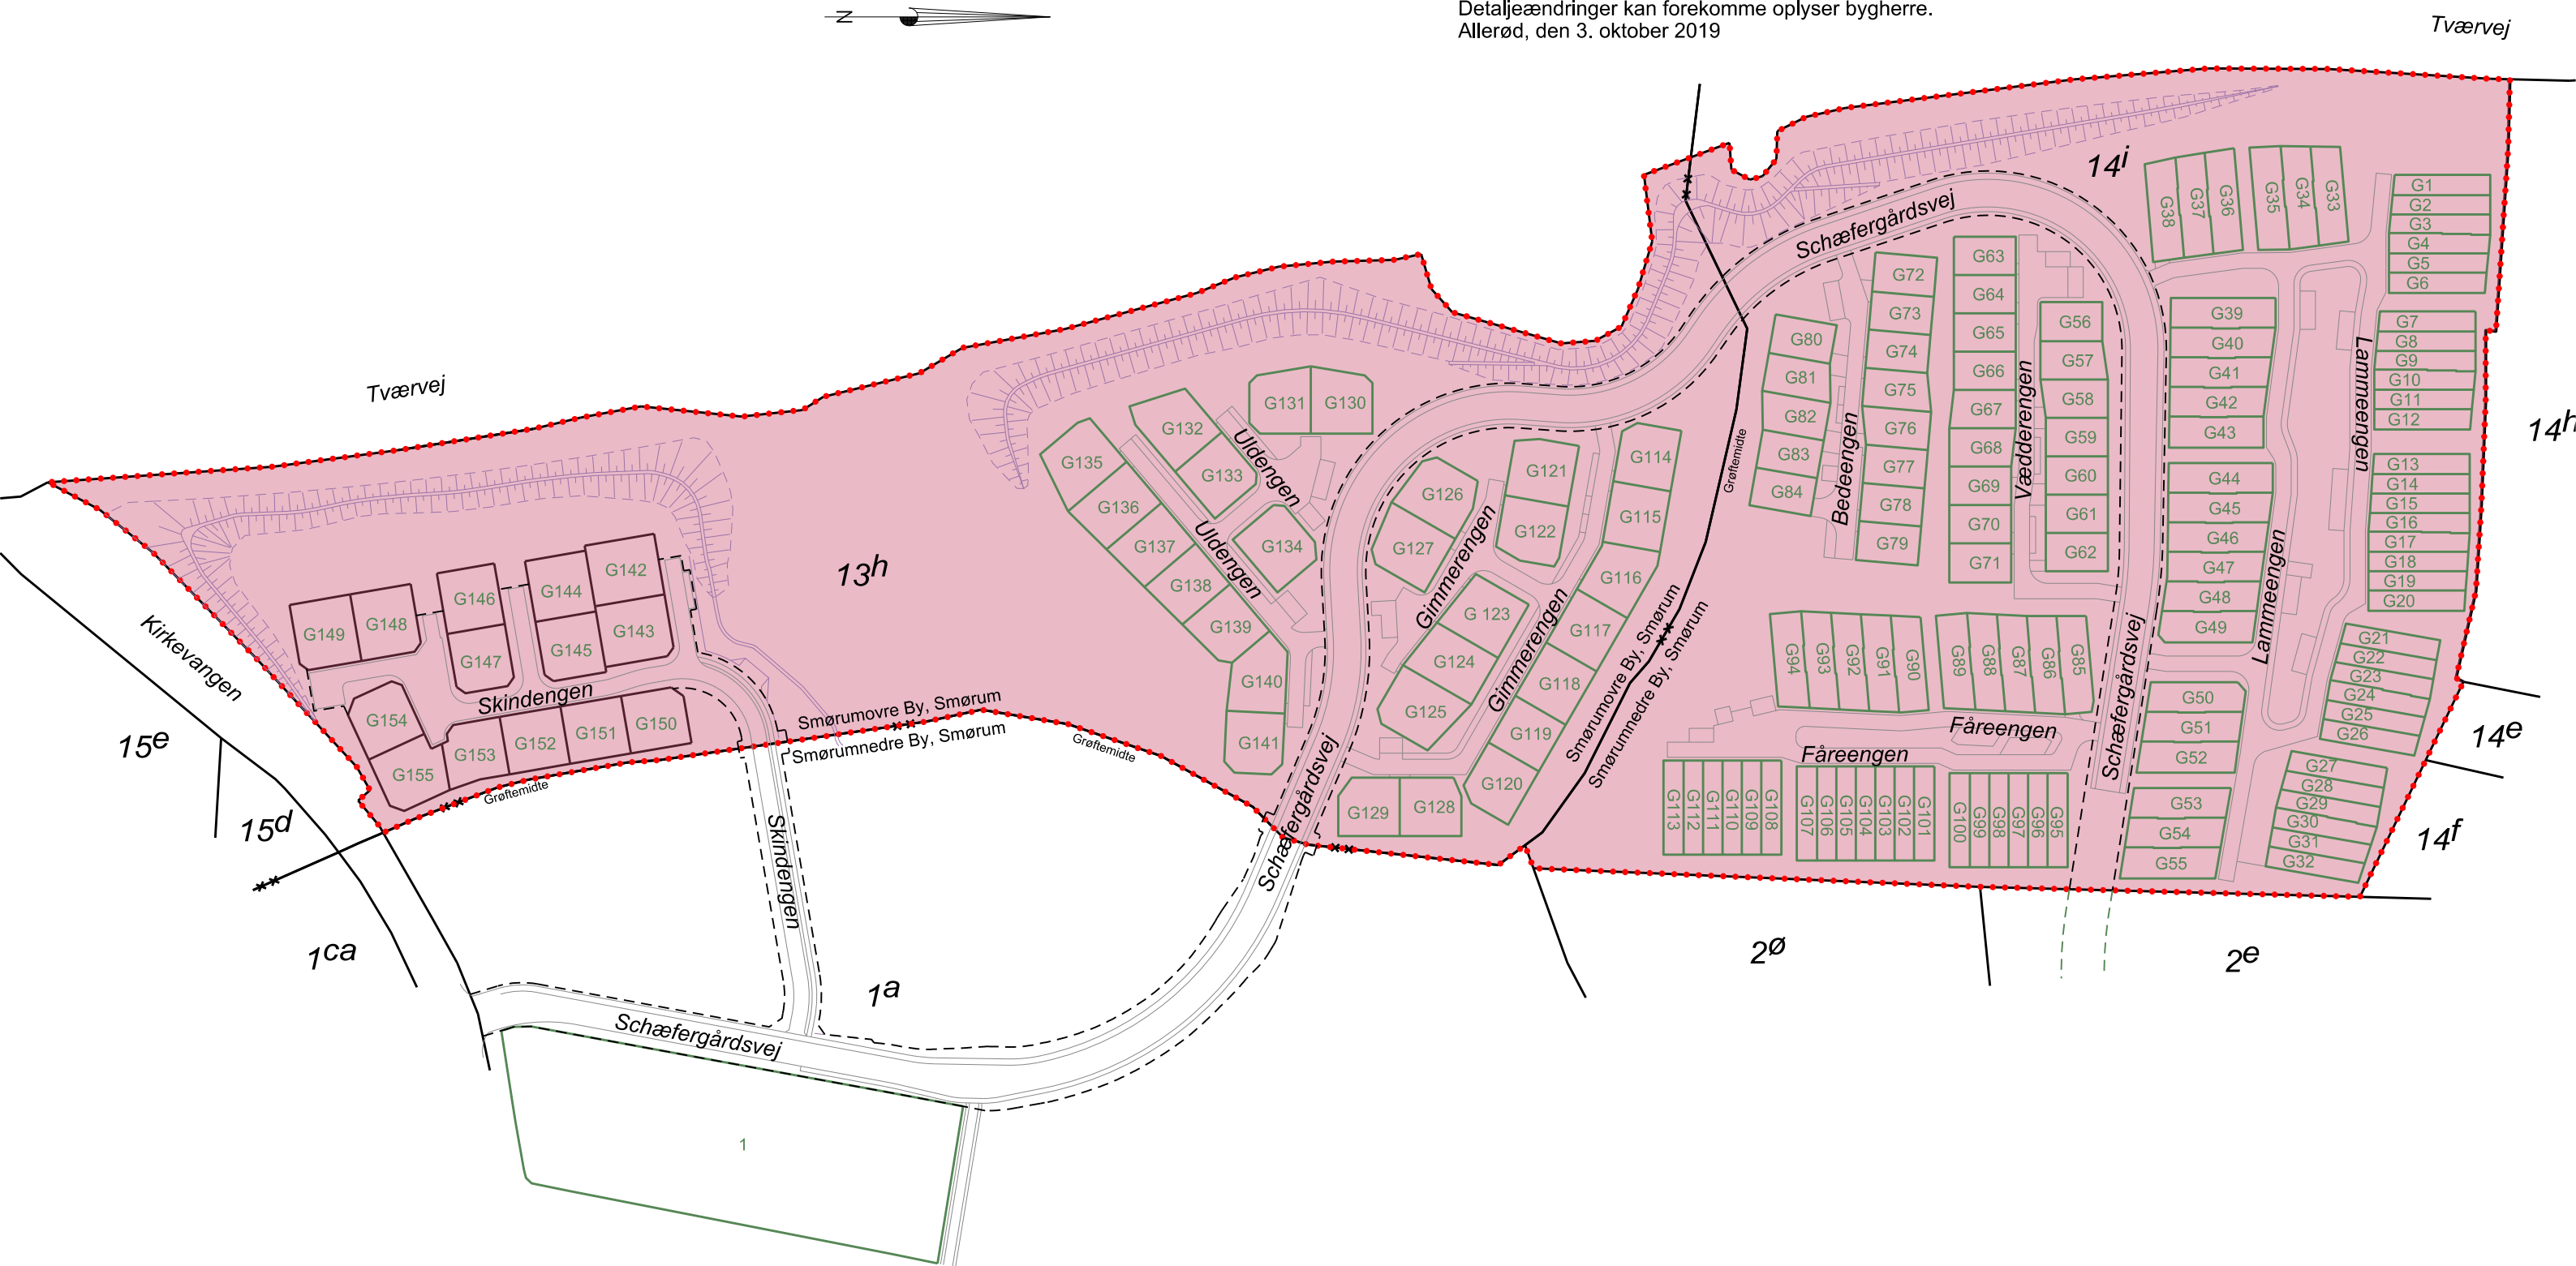 Detaljeændringer kan forekomme oplyser bygherre.
Allerød, den 3. oktober 2019
N
Tværvej
Tværvej
Kirkevangen
Schæfergårdsvej
Schæfergårdsvej
Schæfergårdsvej
Schæfergårdsvej
Skindengen
Skindengen
Uldengen
Uldengen
Gimmerengen
Gimmerengen
Bedeengen
Vædderengen
Lammeengen
Lammeengen
Fåreengen
Fåreengen
Smørumovre By, Smørum
Smørumnedre By, Smørum
Smørumovre By, Smørum
Smørumnedre By, Smørum
Grøftemidte
Grøftemidte
Grøftemidte
14i
14h
14e
14f
13h
15e
15d
1ca
1a
2ø
2e
1
G1
G2
G3
G4
G5
G6
G7
G8
G9
G10
G11
G12
G13
G14
G15
G16
G17
G18
G19
G20
G21
G22
G23
G24
G25
G26
G27
G28
G29
G30
G31
G32
G33
G34
G35
G36
G37
G38
G39
G40
G41
G42
G43
G44
G45
G46
G47
G48
G49
G50
G51
G52
G53
G54
G55
G56
G57
G58
G59
G60
G61
G62
G63
G64
G65
G66
G67
G68
G69
G70
G71
G72
G73
G74
G75
G76
G77
G78
G79
G80
G81
G82
G83
G84
G85
G86
G87
G88
G89
G90
G91
G92
G93
G94
G95
G96
G97
G98
G99
G100
G101
G102
G103
G104
G105
G106
G107
G108
G109
G110
G111
G112
G113
G114
G115
G116
G117
G118
G119
G120
G121
G122
G 123
G124
G125
G126
G127
G128
G129
G130
G131
G132
G133
G134
G135
G136
G137
G138
G139
G140
G141
G142
G143
G144
G145
G146
G147
G148
G149
G150
G151
G152
G153
G154
G155